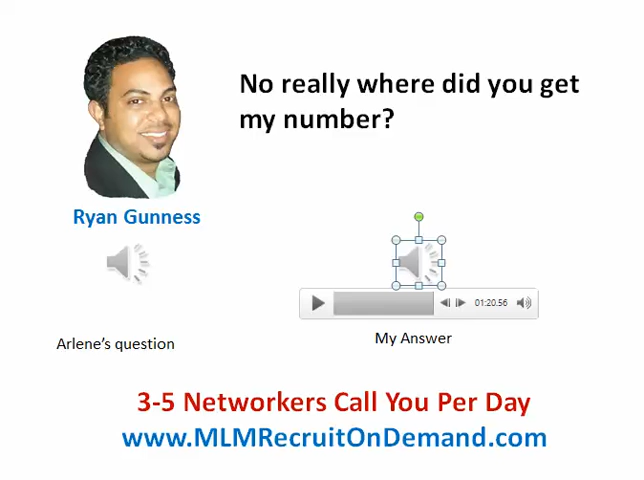 No really where did you get
my number?
Ryan Gunness
01:20.56
Arlene's question
My Answer
3-5 Networkers Call You Per Day
www.MLMRecruitOnDemand.com